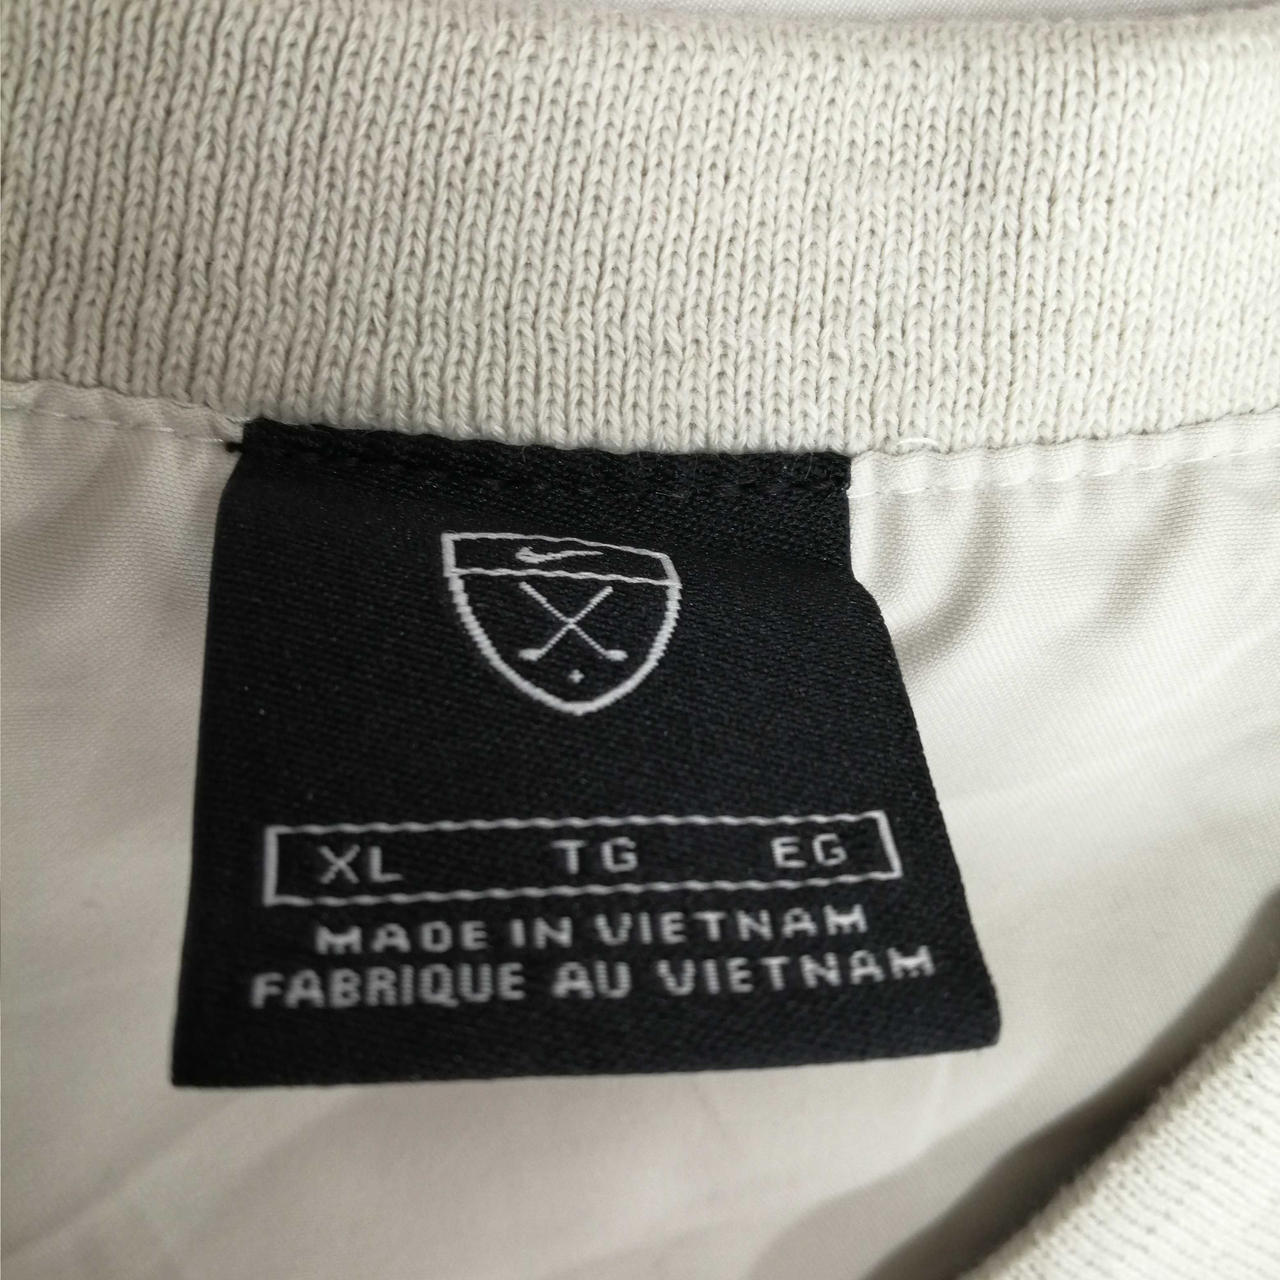 XL TG EG
MADE IN VIETNAM
FABRIQUE AU VIETNAM